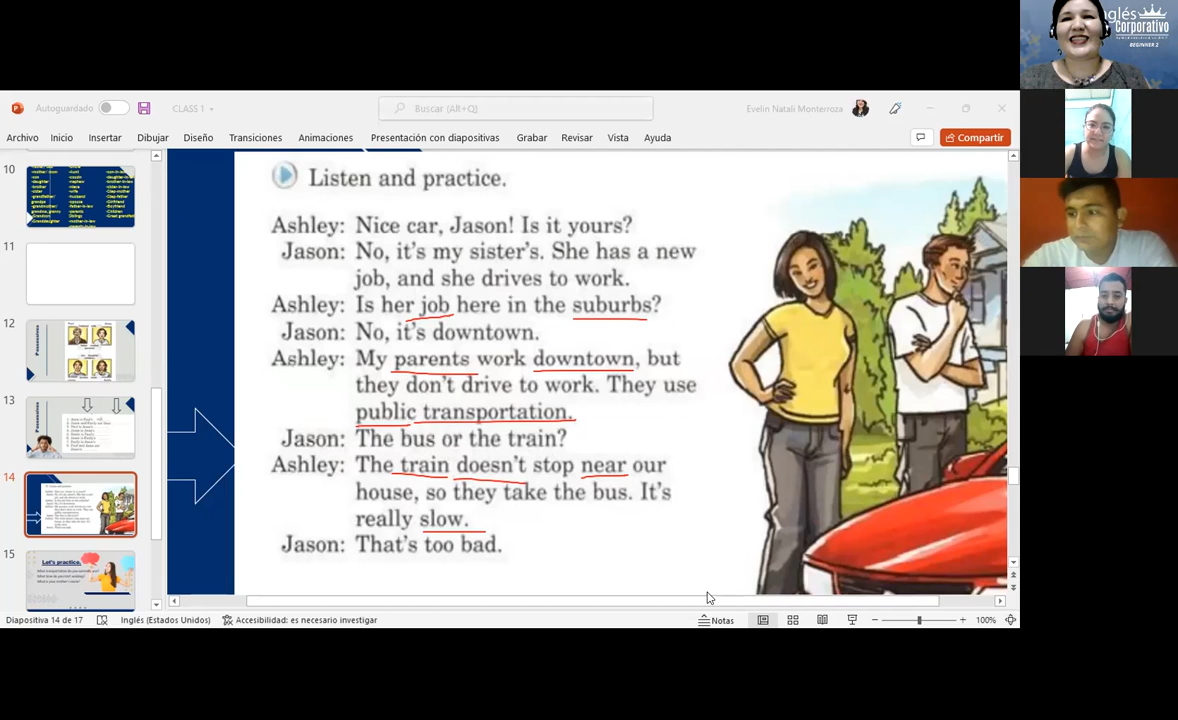 Autoguardado
CLASS 1
Buscar (Alt+Q)
Evelin Natali Monterroza
Archivo Inicio Insertar Dibujar Diseño Transiciones Animaciones Presentación con diapositivas Grabar Revisar Vista Ayuda Compartir
Inglés
Corporativo
BEGINNER 2
10
11
12
13
14
15
Let's practice.
Listen and practice.
Ashley: Nice car, Jason! Is it yours?
Jason: No, it's my sister's. She has a new
job, and she drives to work.
Ashley: Is her job here in the suburbs?
Jason: No, it's downtown.
Ashley: My parents work downtown, but
they don't drive to work. They use
public transportation.
Jason: The bus or the train?
Ashley: The train doesn't stop near our
house, so they take the bus. It's
really slow.
Jason: That's too bad.
Diapositiva 14 de 17 Inglés (Estados Unidos) Accesibilidad: es necesario investigar Notas 100%